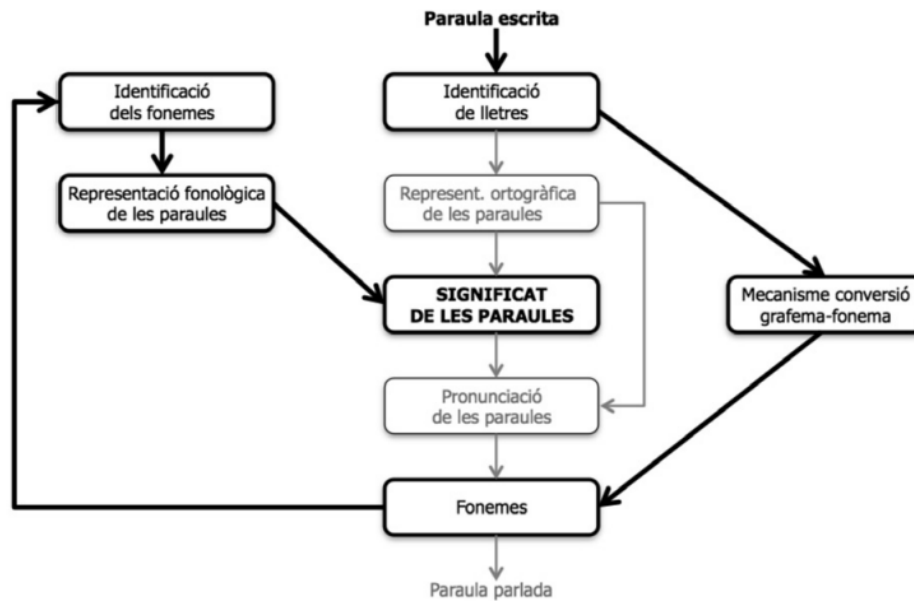 Paraula escrita
Identificació
dels fonemes
Identificació
de lletres
Representació fonològica
de les paraules
Represent. ortogràfica
de les paraules
SIGNIFICAT
DE LES PARAULES
Mecanisme conversió
grafema-fonema
Pronunciació
de les paraules
Fonemes
Paraula parlada